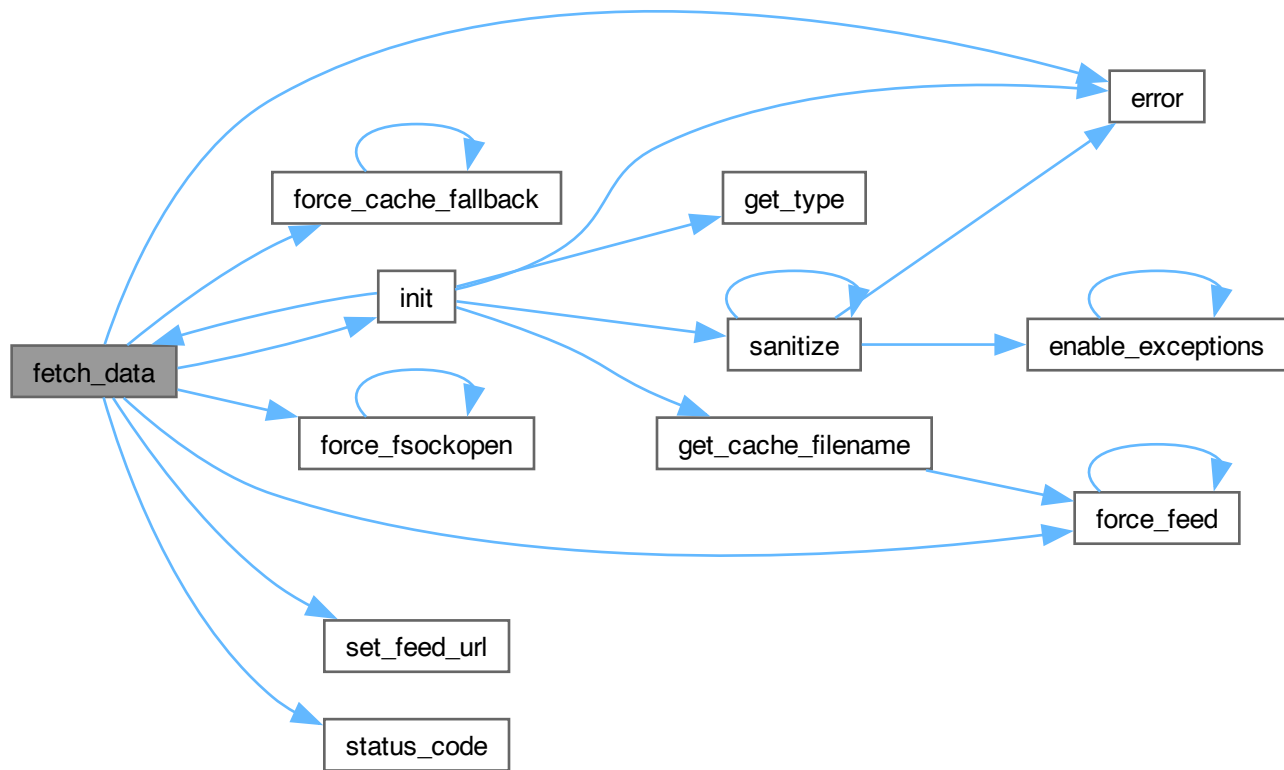 error
force_cache_fallback
get_type
init
sanitize
enable_exceptions
fetch_data
force_fsockopen
get_cache_filename
force_feed
set_feed_url
status_code